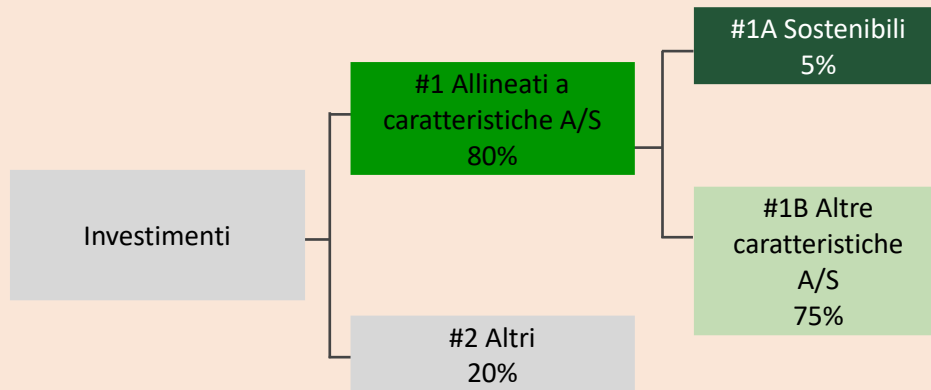 Investimenti
#1 Allineati a
caratteristiche A/S
80%
#2 Altri
20%
#1A Sostenibili
5%
#1B Altre
caratteristiche
A/S
75%